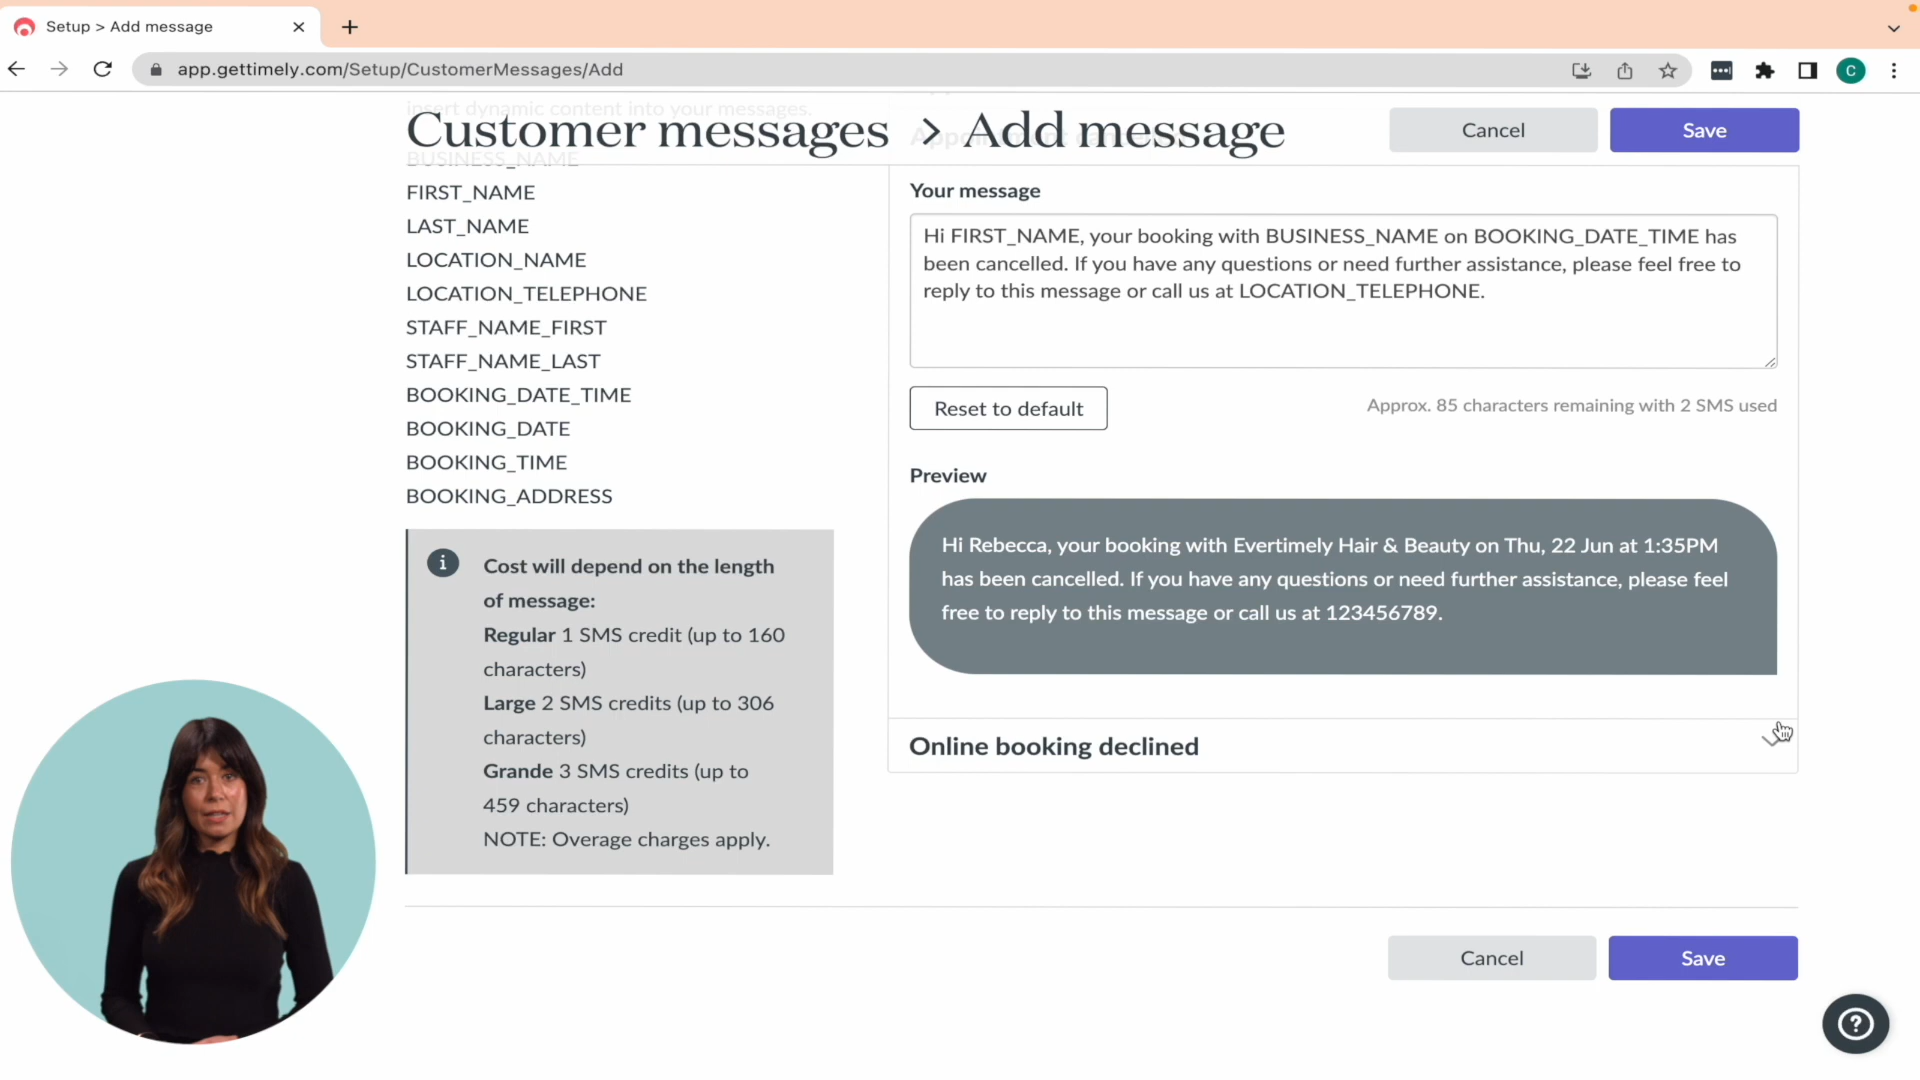 Setup > Add message
app.gettimely.com/Setup/CustomerMessages/Add
C
insert dynamic content into your messages.
Customer messages > Add message
Cancel
Save
BUSINESS_NAME
FIRST_NAME
LAST_NAME
LOCATION_NAME
LOCATION_TELEPHONE
STAFF_NAME_FIRST
STAFF_NAME_LAST
BOOKING_DATE_TIME
BOOKING_DATE
BOOKING_TIME
BOOKING_ADDRESS
Cost will depend on the length
of message:
Regular 1 SMS credit (up to 160
characters)
Large 2 SMS credits (up to 306
characters)
Grande 3 SMS credits (up to
459 characters)
NOTE: Overage charges apply.
Your message
Hi FIRST_NAME, your booking with BUSINESS_NAME on BOOKING_DATE_TIME has
been cancelled. If you have any questions or need further assistance, please feel free to
reply to this message or call us at LOCATION_TELEPHONE.
Reset to default
Approx. 85 characters remaining with 2 SMS used
Preview
Hi Rebecca, your booking with Evertimely Hair & Beauty on Thu, 22 Jun at 1:35PM
has been cancelled. If you have any questions or need further assistance, please feel
free to reply to this message or call us at 123456789.
Online booking declined
Cancel
Save